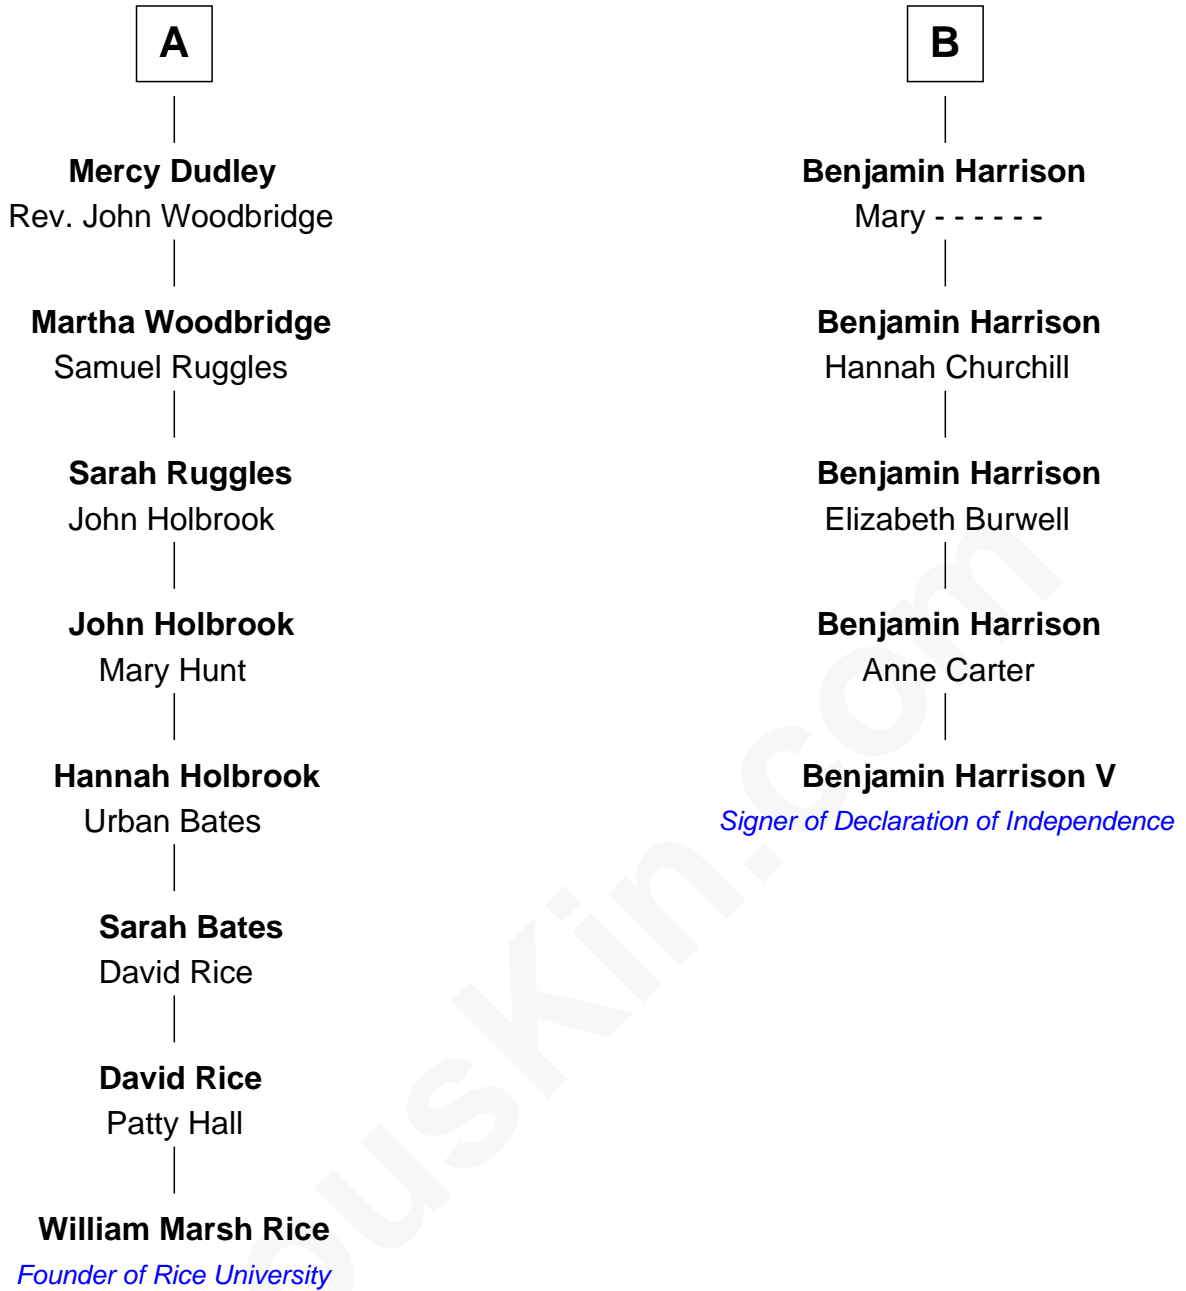 A
Mercy Dudley
Rev. John Woodbridge
Martha Woodbridge
Samuel Ruggles
Sarah Ruggles
John Holbrook
John Holbrook
Mary Hunt
Hannah Holbrook
Urban Bates
Sarah Bates
David Rice
David Rice
Patty Hall
William Marsh Rice
Founder of Rice University
B
Benjamin Harrison
Mary - - - - - -
Benjamin Harrison
Hannah Churchill
Benjamin Harrison
Elizabeth Burwell
Benjamin Harrison
Anne Carter
Benjamin Harrison V
Signer of Declaration of Independence
ousKin.com